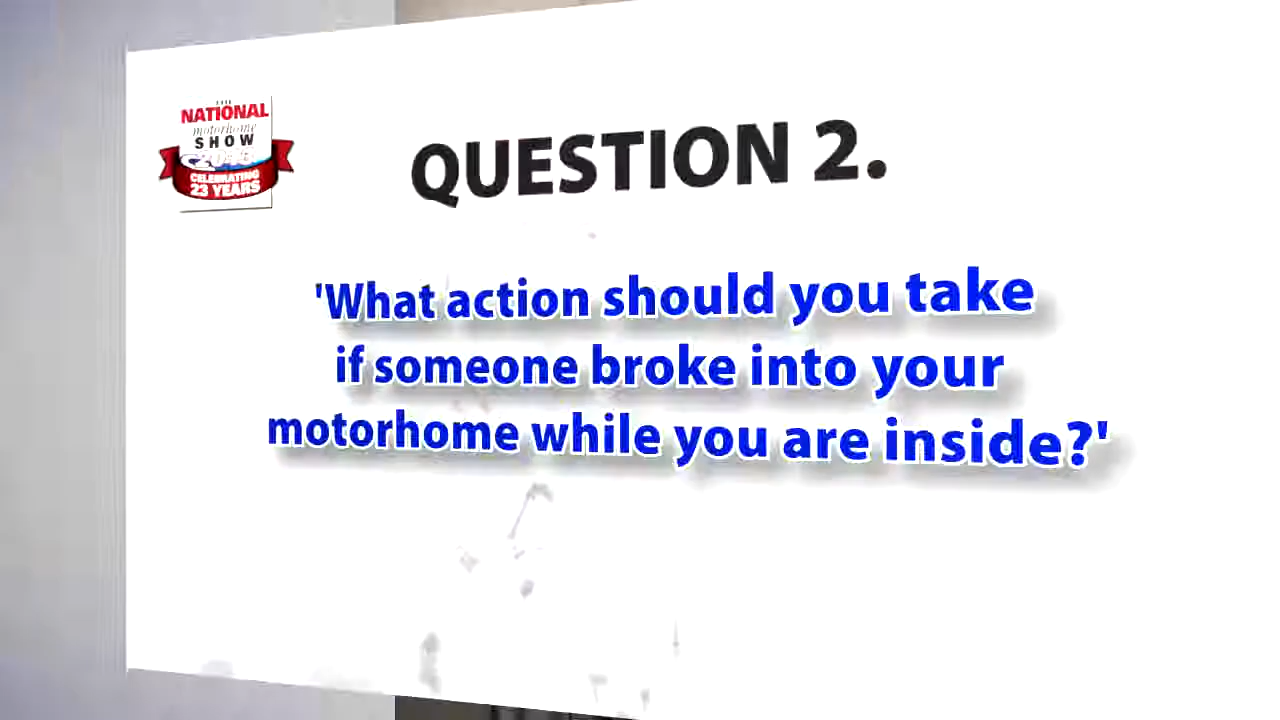 THE
NATIONAL
motorhome
SHOW
CELEBRATING
23 YEARS
QUESTION 2.
'What action should you take
if someone broke into your
motorhome while you are inside?'